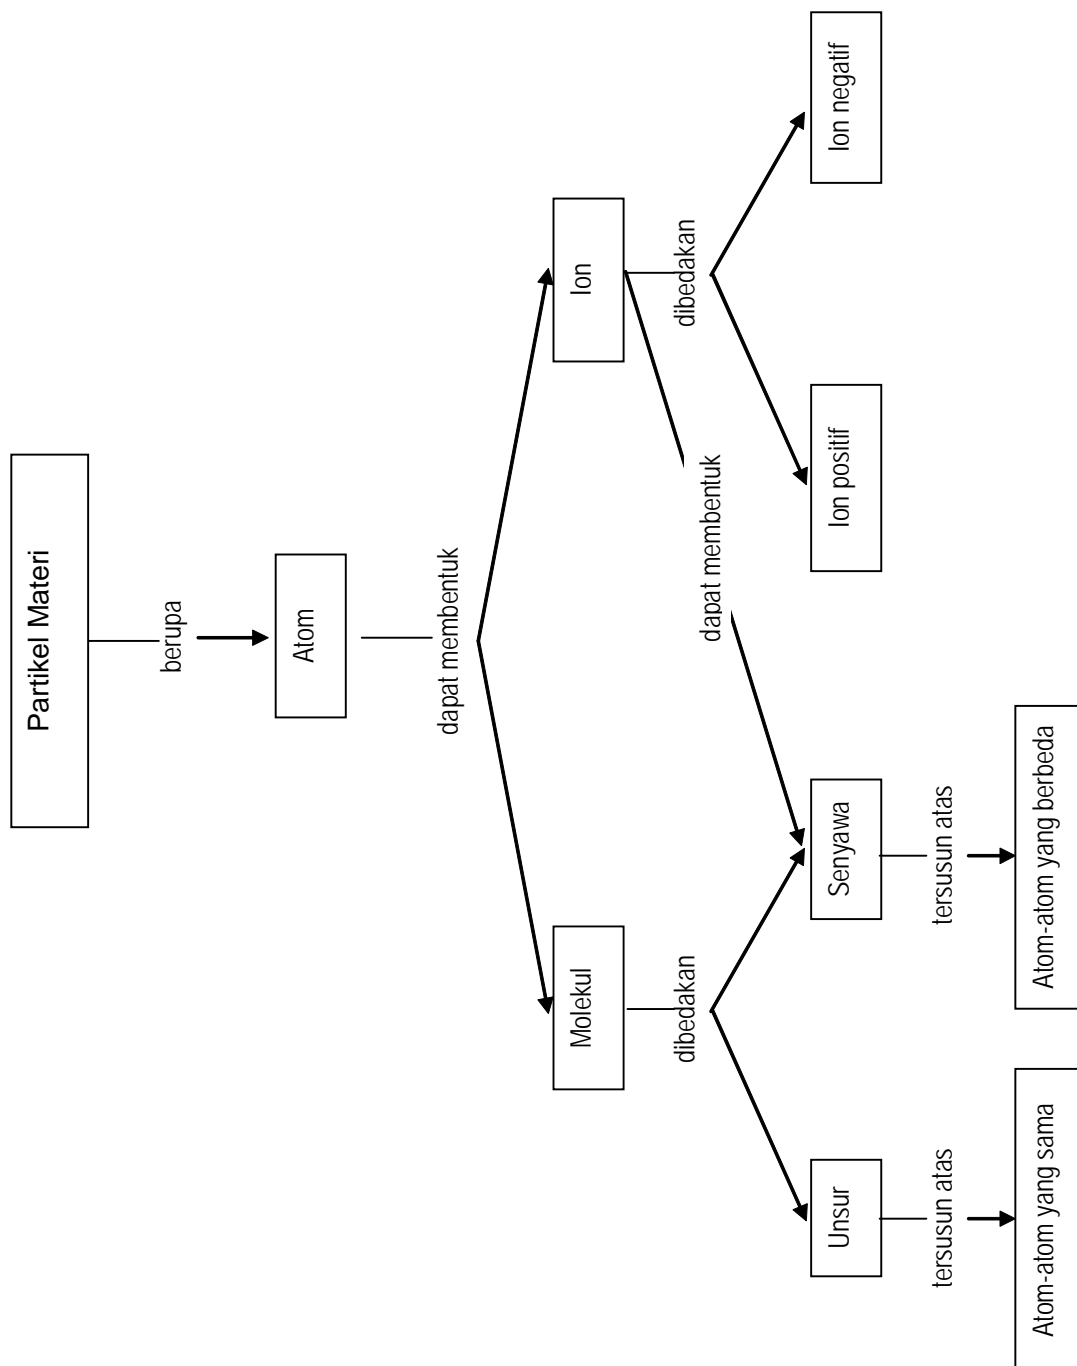 Partikel Materi
berupa
Atom
dapat membentuk
Molekul
Ion
dibedakan
dapat membentuk
dibedakan
Unsur
Senyawa
Ion positif
Ion negatif
tersusun atas
tersusun atas
Atom-atom yang sama
Atom-atom yang berbeda